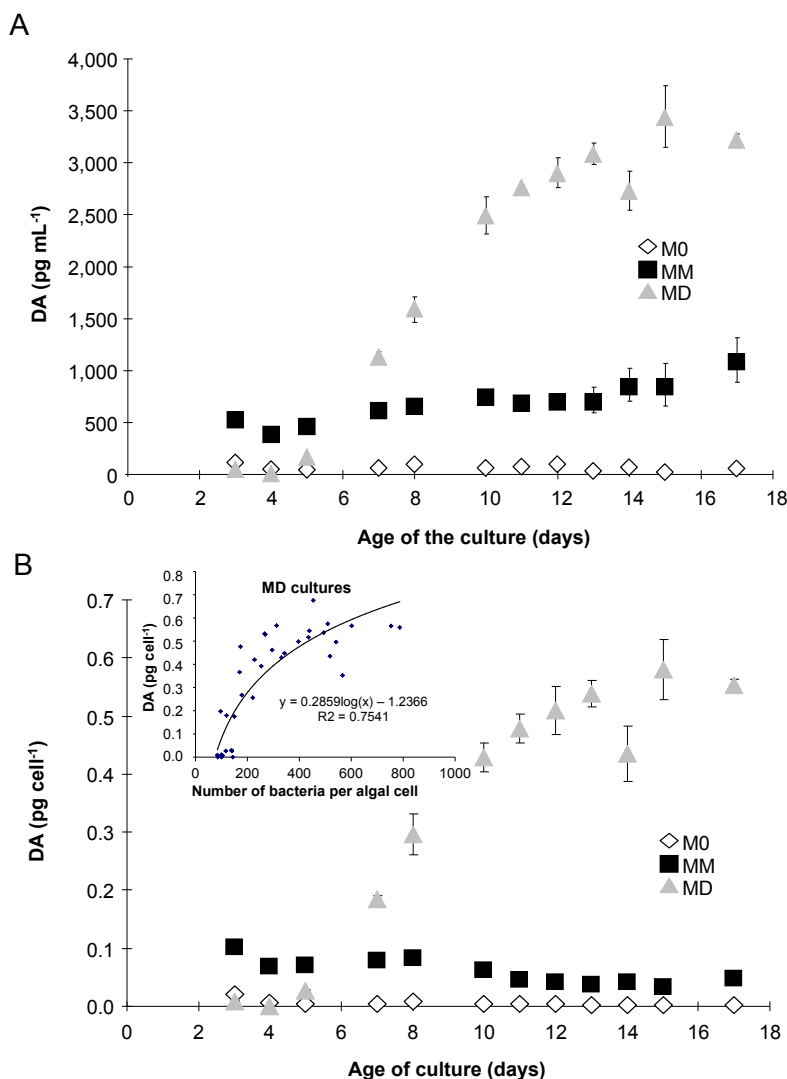 A
4,000
3,500
3,000
2,500
2,000
1,500
1,000
500
0
DA (pg mL-1)
M0
MM
MD
0 2 4 6 8 10 12 14 16 18
Age of the culture (days)
B
0.7
0.6
0.5
0.4
0.3
0.2
0.1
0.0
DA (pg cell-1)
MD cultures
0.8
0.7
0.6
0.5
0.4
0.3
0.2
0.1
0.0
DA (pg cell-1)
y = 0.2859log(x) – 1.2366
R2 = 0.7541
0 200 400 600 800 1000
Number of bacteria per algal cell
M0
MM
MD
0 2 4 6 8 10 12 14 16 18
Age of culture (days)